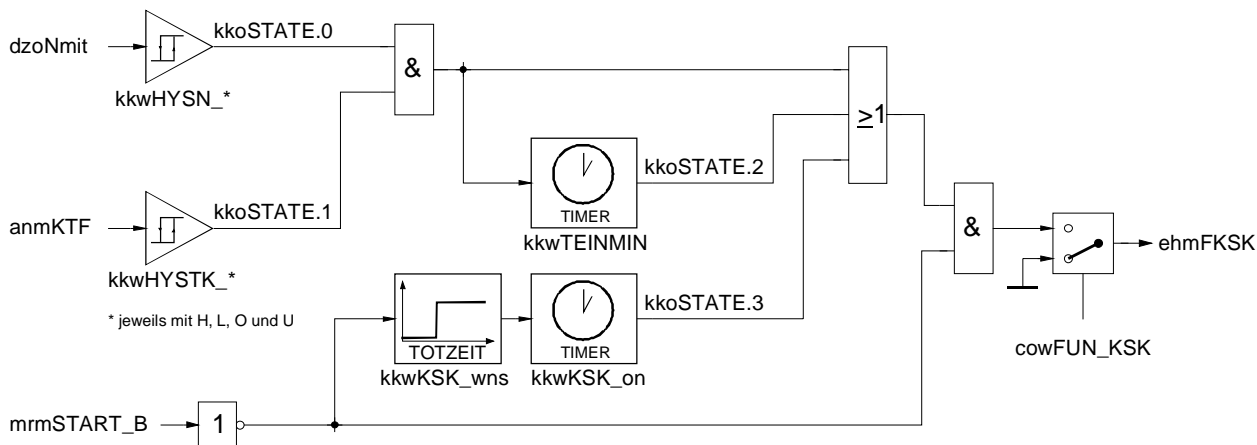 dzoNmit
kkoSTATE.0
kkwHYSN_*
&
≥1
kkoSTATE.2
TIMER
kkwTEINMIN
anmKTF
kkoSTATE.1
kkwHYSTK_*
* jeweils mit H, L, O und U
&
ehmFKSK
cowFUN_KSK
TOTZEIT
kkwKSK_wns
TIMER
kkwKSK_on
kkoSTATE.3
mrmSTART_B
1